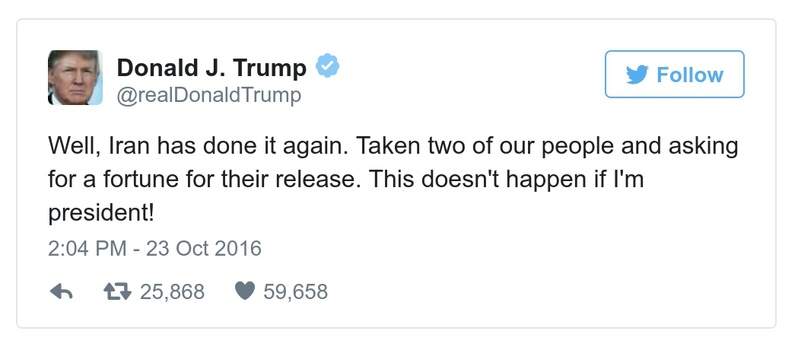 Donald J. Trump
@realDonaldTrump
Follow
Well, Iran has done it again. Taken two of our people and asking
for a fortune for their release. This doesn't happen if I'm
president!
2:04 PM - 23 Oct 2016
25,868 59,658